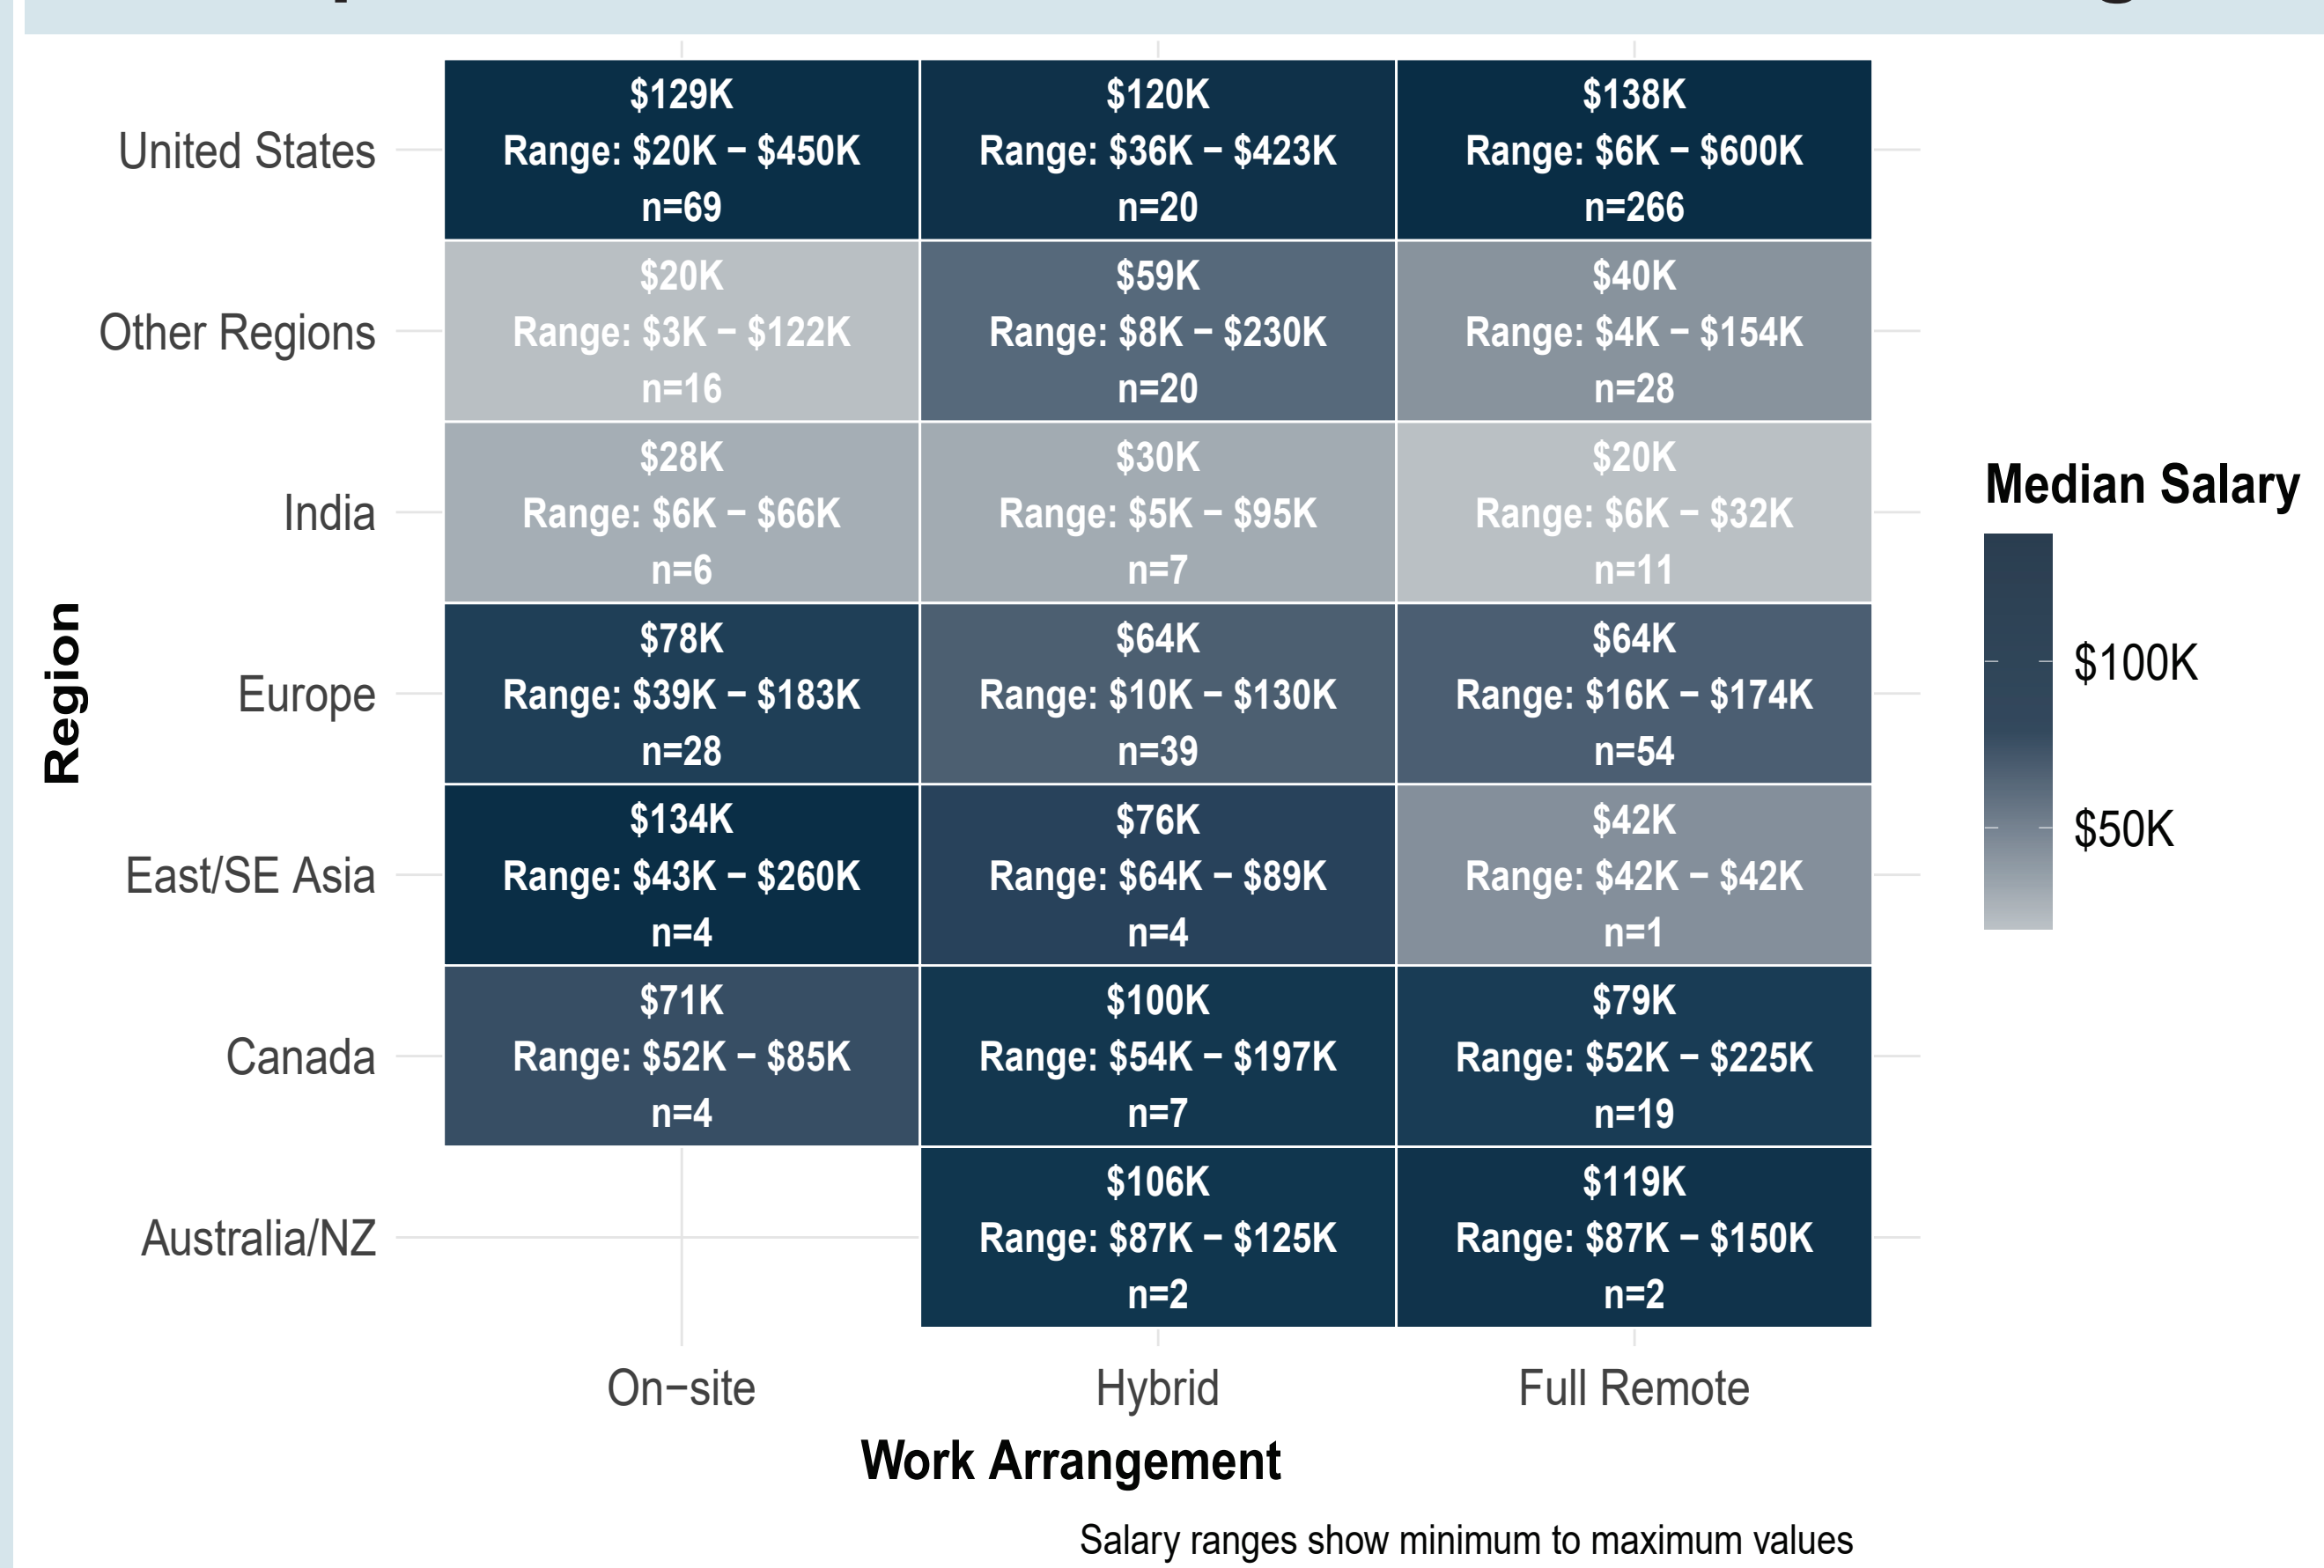 United States
$129K
Range: $20K − $450K
n=69
$120K
Range: $36K − $423K
n=20
$138K
Range: $6K − $600K
n=266
Other Regions
$20K
Range: $3K − $122K
n=16
$59K
Range: $8K − $230K
n=20
$40K
Range: $4K − $154K
n=28
India
$28K
Range: $6K − $66K
n=6
$30K
Range: $5K − $95K
n=7
$20K
Range: $6K − $32K
n=11
Europe
$78K
Range: $39K − $183K
n=28
$64K
Range: $10K − $130K
n=39
$64K
Range: $16K − $174K
n=54
East/SE Asia
$134K
Range: $43K − $260K
n=4
$76K
Range: $64K − $89K
n=4
$42K
Range: $42K − $42K
n=1
Canada
$71K
Range: $52K − $85K
n=4
$100K
Range: $54K − $197K
n=7
$79K
Range: $52K − $225K
n=19
Australia/NZ
$106K
Range: $87K − $125K
n=2
$119K
Range: $87K − $150K
n=2
Region
On−site
Hybrid
Full Remote
Work Arrangement
Median Salary
$100K
$50K
Salary ranges show minimum to maximum values